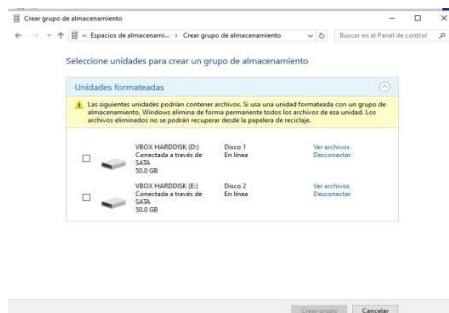 Crear grupo de almacenamiento
« Espacios de almacenami... › Crear grupo de almacenamiento
Buscar en el Panel de control
Seleccione unidades para crear un grupo de almacenamiento
Unidades formateadas
Las siguientes unidades podrían contener archivos. Si usa una unidad formateada con un grupo de
almacenamiento, Windows elimina de forma permanente todos los archivos de esa unidad. Los
archivos eliminados no se podrán recuperar desde la papelera de reciclaje.
VBOX HARDDISK (D:) Disco 1 Ver archivos
Conectada a través de En línea Desconectar
SATA
50.0 GB
VBOX HARDDISK (E:) Disco 2 Ver archivos
Conectada a través de En línea Desconectar
SATA
50.0 GB
Crear grupo Cancelar